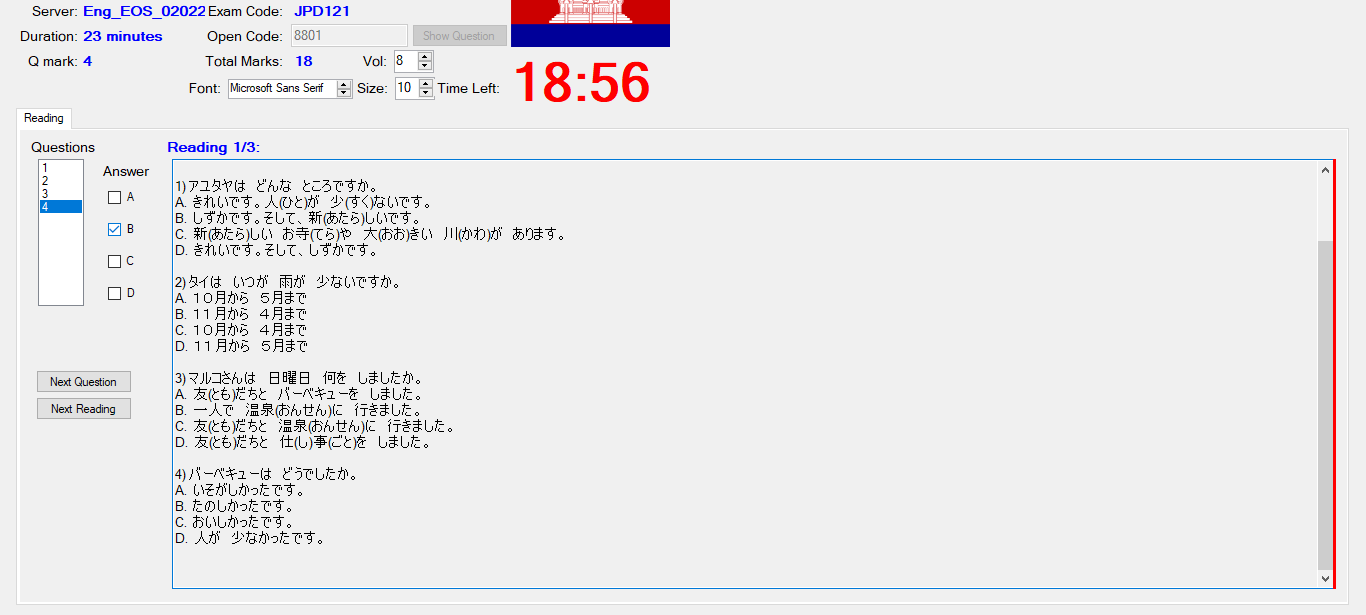 Server: Eng_EOS_02022 Exam Code: JPD121
Duration: 23 minutes Open Code: 8801 Show Question
Q mark: 4 Total Marks: 18 Vol: 8
Font: Microsoft Sans Serif Size: 10 Time Left: 18:56
Reading
Questions
1
2
3
4
Answer
A
B
C
D
Next Question
Next Reading
Reading 1/3:
1)アユタヤは　どんな　ところですか。
A. きれいです。人(ひと)が　少(すく)ないです。
B. しずかです。そして、新(あたら)しいです。
C. 新(あたら)しい　お寺(てら)や　大(おお)きい　川(かわ)が　あります。
D. きれいです。そして、しずかです。
2)タイは　いつが　雨が　少ないですか。
A. １０月から　５月まで
B. １１月から　４月まで
C. １０月から　４月まで
D. １１月から　５月まで
3)マルコさんは　日曜日　何を　しましたか。
A. 友(とも)だちと　バーベキューを　しました。
B. 一人で　温泉(おんせん)に　行きました。
C. 友(とも)だちと　温泉(おんせん)に　行きました。
D. 友(とも)だちと　仕(し)事(ごと)を　しました。
4)バーベキューは　どうでしたか。
A. いそがしかったです。
B. たのしかったです。
C. おいしかったです。
D. 人が　少なかったです。